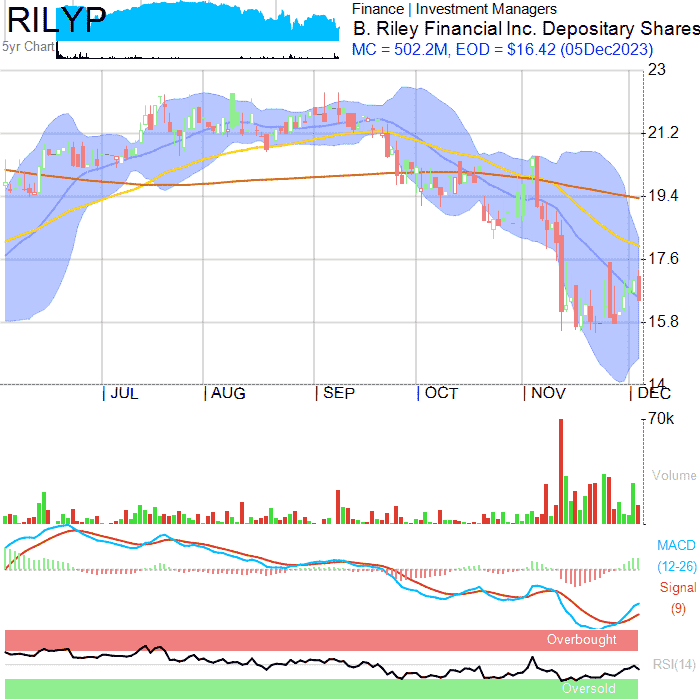 RILYP
5yr Chart
Finance | Investment Managers
B. Riley Financial Inc. Depositary Shares
MC = 502.2M, EOD = $16.42 (05Dec2023)
23
21.2
19.4
17.6
15.8
14
JUL
AUG
SEP
OCT
NOV
DEC
70k
Volume
MACD
(12-26)
Signal
(9)
Overbought
RSI(14)
Oversold